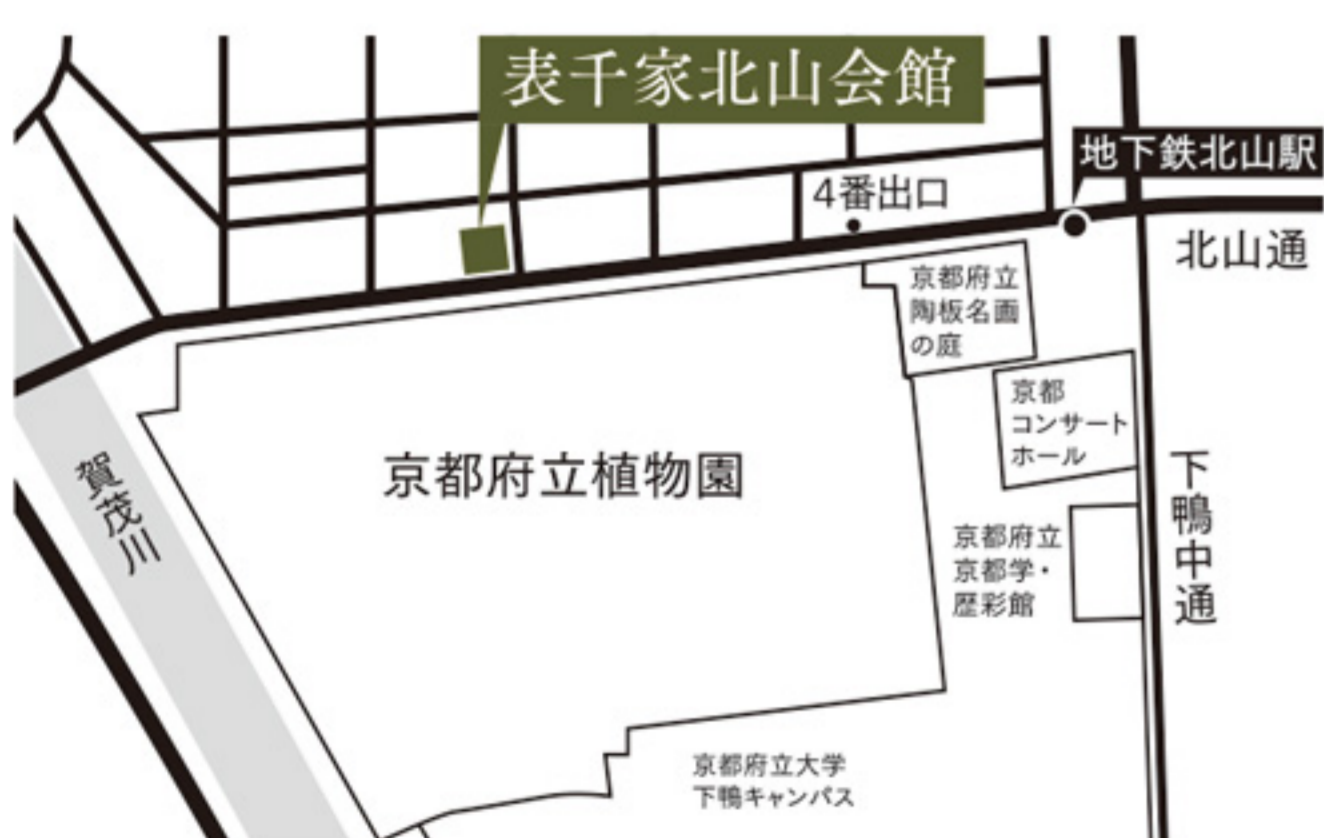 表千家北山会館
地下鉄北山駅
4番出口
北山通
京都府立
陶板名画
の庭
京都
コンサート
ホール
京都府立植物園
賀茂川
下鴨中通
京都府立
京都学・
歴彩館
京都府立大学
下鴨キャンパス